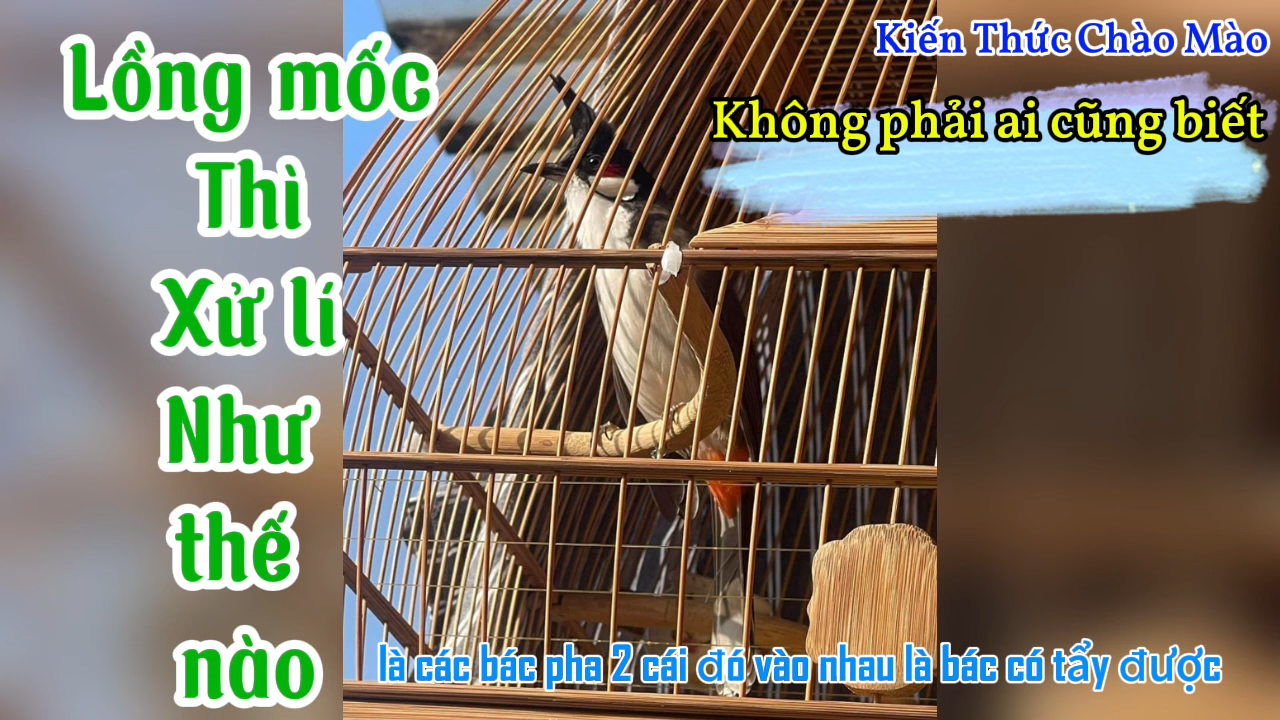 Lồng mốc
Thì
Xử lí
Như
thế
nào
Kiến Thức Chào Mào
Không phải ai cũng biết
là các bác pha 2 cái đó vào nhau là bác có tẩy được